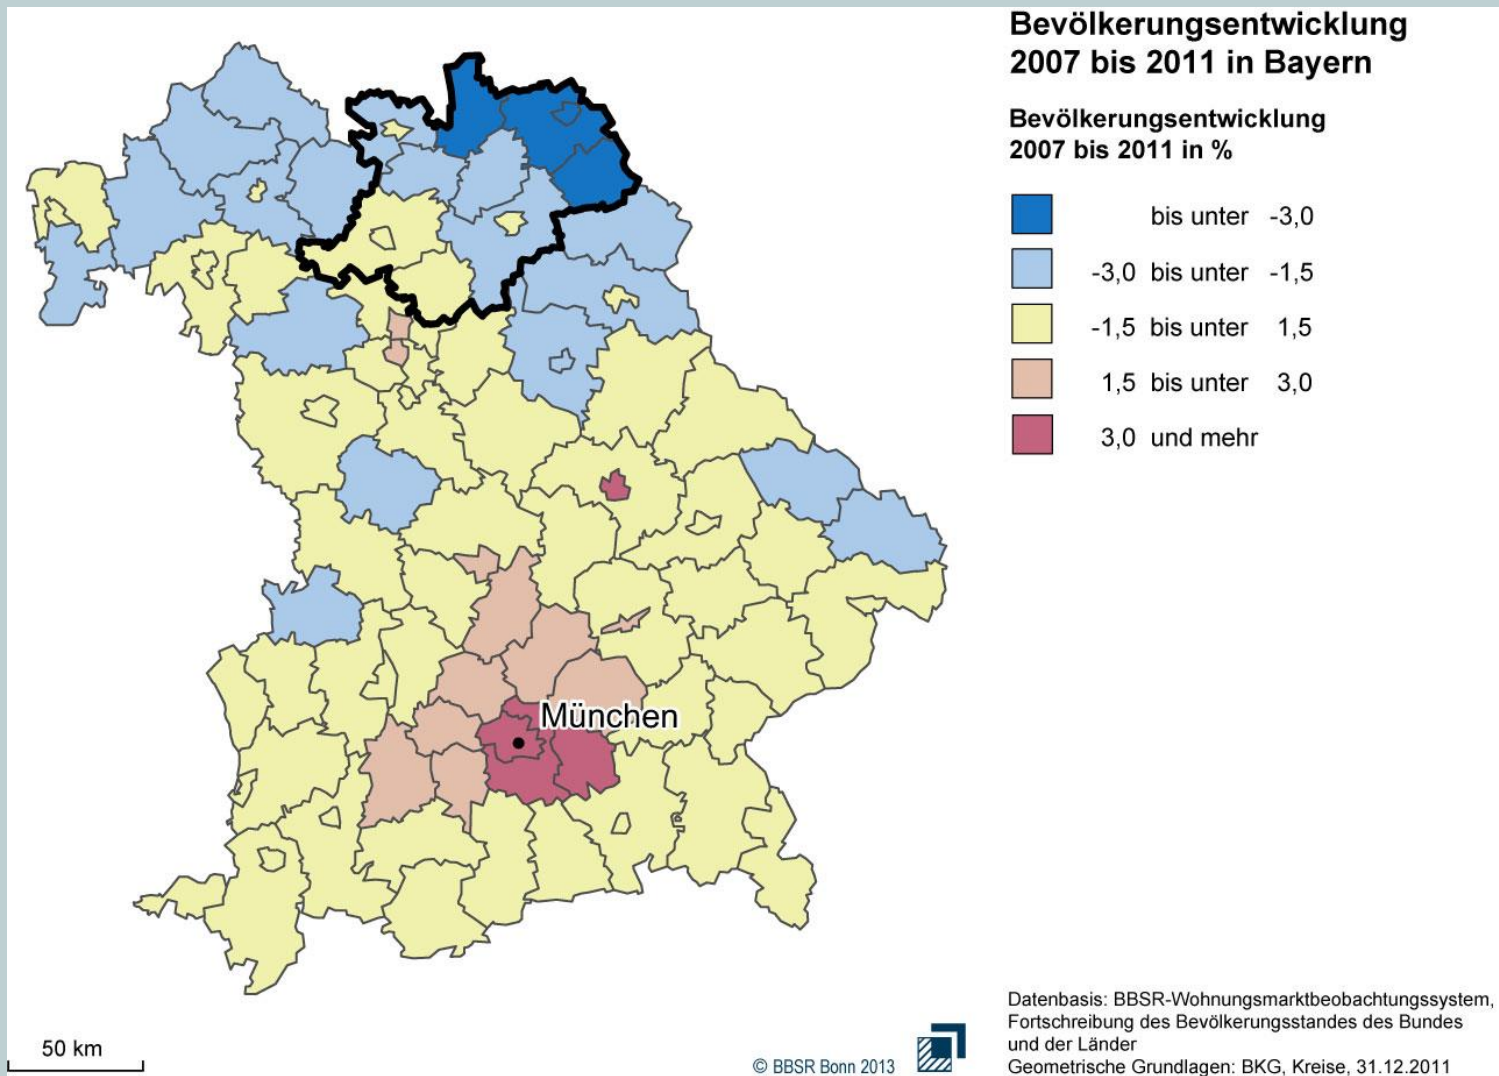 Bevölkerungsentwicklung
2007 bis 2011 in Bayern
Bevölkerungsentwicklung
2007 bis 2011 in %
bis unter -3,0
-3,0 bis unter -1,5
-1,5 bis unter 1,5
1,5 bis unter 3,0
3,0 und mehr
München
50 km
© BBSR Bonn 2013
Datenbasis: BBSR-Wohnungsmarktbeobachtungssystem,
Fortschreibung des Bevölkerungsstandes des Bundes
und der Länder
Geometrische Grundlagen: BKG, Kreise, 31.12.2011